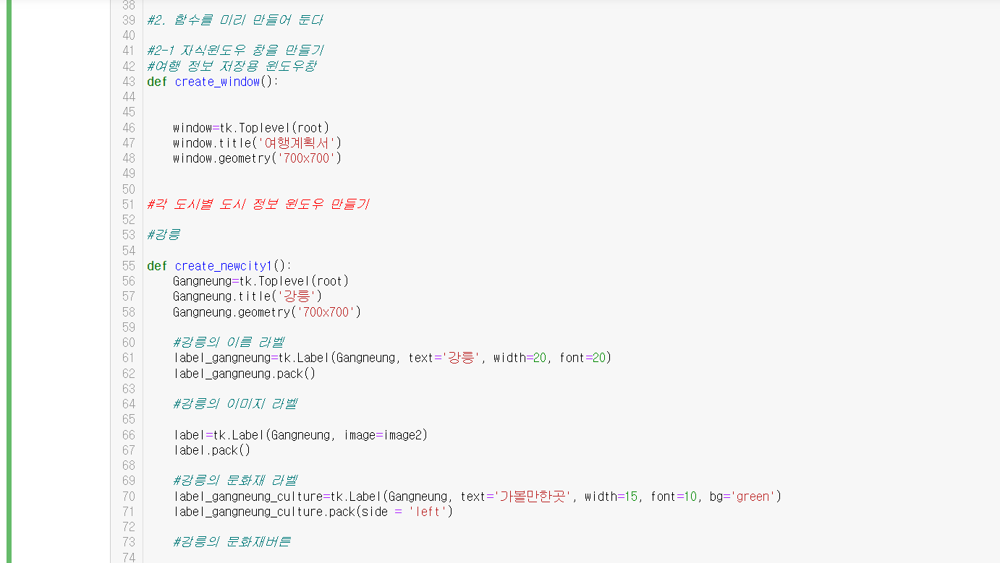 38
39 #2. 함수를 미리 만들어 둔다
40
41 #2-1 자식윈도우 창을 만들기
42 #여행 정보 저장용 윈도우창
43 def create_window():
44
45
46     window=tk.Toplevel(root)
47     window.title('여행계획서')
48     window.geometry('700x700')
49
50
51 #각 도시별 도시 정보 윈도우 만들기
52
53 #강릉
54
55 def create_newcity1():
56     Gangneung=tk.Toplevel(root)
57     Gangneung.title('강릉')
58     Gangneung.geometry('700x700')
59
60     #강릉의 이름 라벨
61     label_gangneung=tk.Label(Gangneung, text='강릉', width=20, font=20)
62     label_gangneung.pack()
63
64     #강릉의 이미지 라벨
65
66     label=tk.Label(Gangneung, image=image2)
67     label.pack()
68
69     #강릉의 문화재 라벨
70     label_gangneung_culture=tk.Label(Gangneung, text='가볼만한곳', width=15, font=10, bg='green')
71     label_gangneung_culture.pack(side = 'left')
72
73     #강릉의 문화재버튼
74